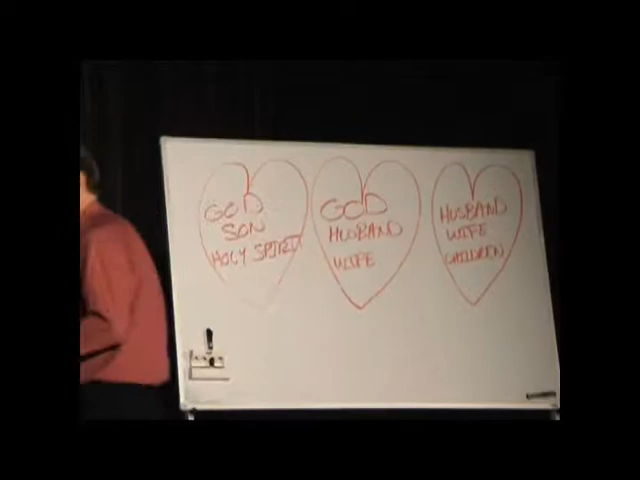 GOD
SON
HOLY SPIRIT
GOD
HUSBAND
WIFE
HUSBAND
WIFE
CHILDREN